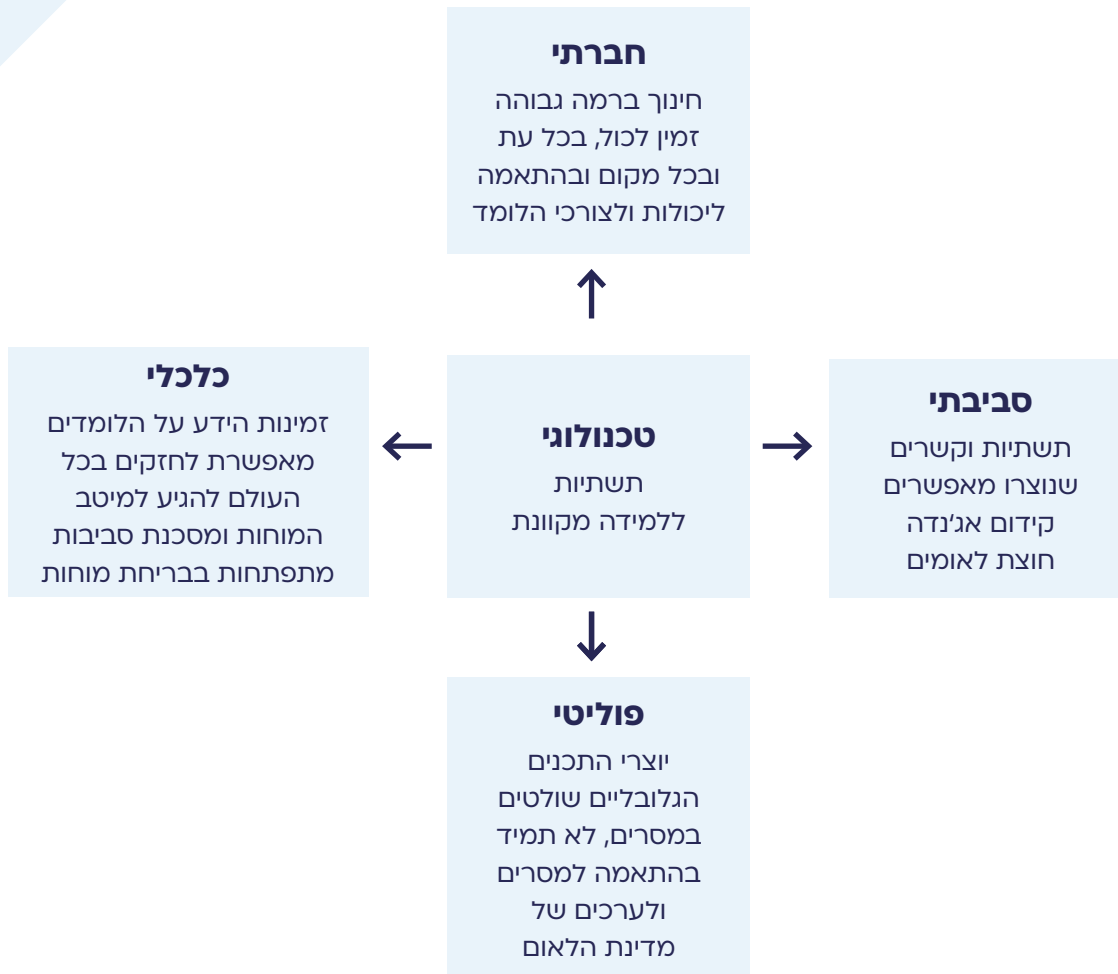 חברתי
חינוך ברמה גבוהה
זמין לכול, בכל עת
ובכל מקום ובהתאמה
ליכולות ולצורכי הלומד
סביבתי
תשתיות וקשרים
שנוצרו מאפשרים
קידום אג'נדה
חוצת לאומים
טכנולוגי
תשתיות
ללמידה מקוונת
כלכלי
זמינות הידע על הלומדים
מאפשרת לחזקים בכל
העולם להגיע למיטב
המוחות ומסכנת סביבות
מתפתחות בבריחת מוחות
פוליטי
יוצרי התכנים
הגלובליים שולטים
במסרים, לא תמיד
בהתאמה למסרים
ולערכים של
מדינת הלאום